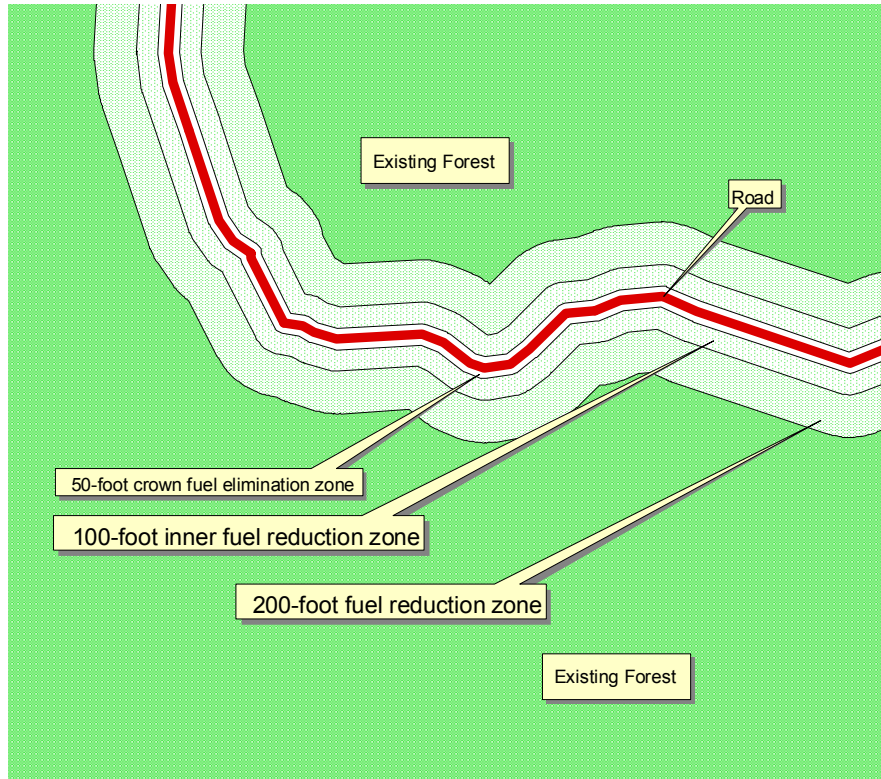 Existing Forest
Road
50-foot crown fuel elimination zone
100-foot inner fuel reduction zone
200-foot fuel reduction zone
Existing Forest